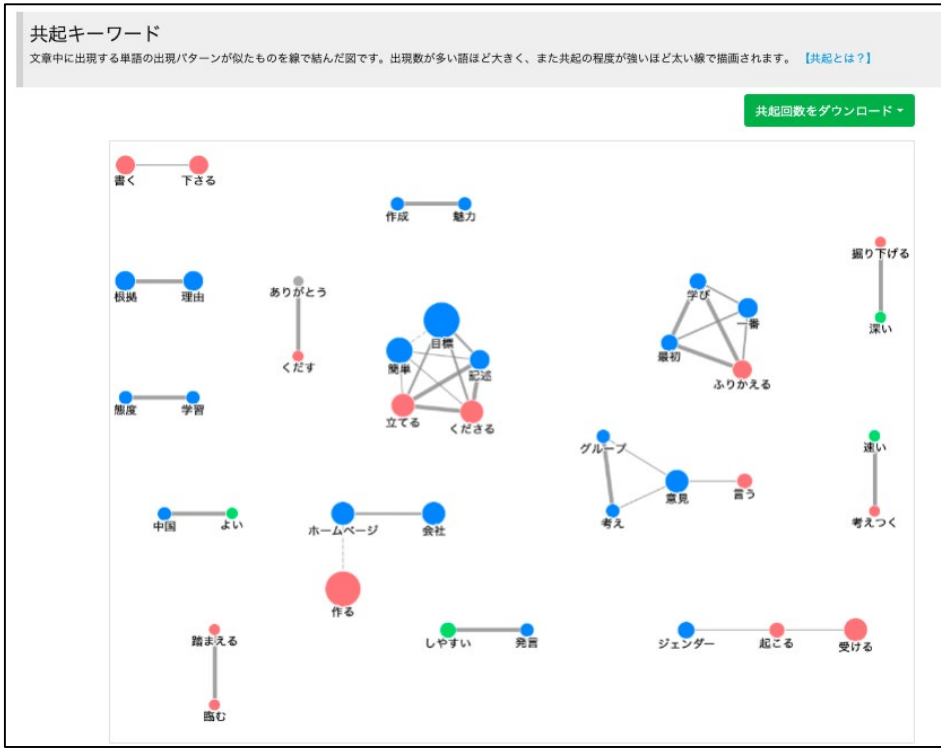 共起キーワード
文章中に出現する単語の出現パターンが似たものを線で結んだ図です。出現数が多い語ほど大きく、また共起の程度が強いほど太い線で描画されます。 【共起とは？】
共起回数をダウンロード
書く 下さる
作成 魅力
掘り下げる
深い
根拠 理由
ありがとう
くだす
目標
簡単 記述
立てる くださる
学び
一番
最初
ふりかえる
態度 学習
グループ
意見 言う
考え
速い
考えつく
中国 よい
ホームページ 会社
作る
踏まえる
臨む
しやすい 発言
ジェンダー 起こる 受ける